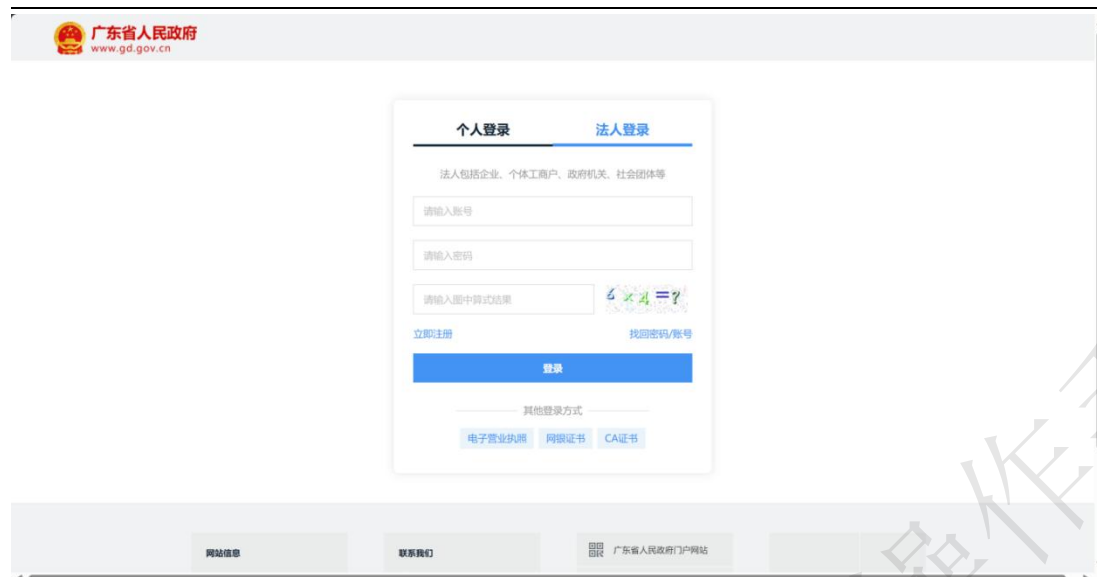 广东省人民政府
www.gd.gov.cn
个人登录 法人登录
法人包括企业、个体工商户、政府机关、社会团体等
请输入账号
请输入密码
请输入图中算式结果 6 × 4 = ?
立即注册 找回密码/账号
登录
其他登录方式
电子营业执照 网银证书 CA证书
网站信息 联系我们 广东省人民政府门户网站
操作手